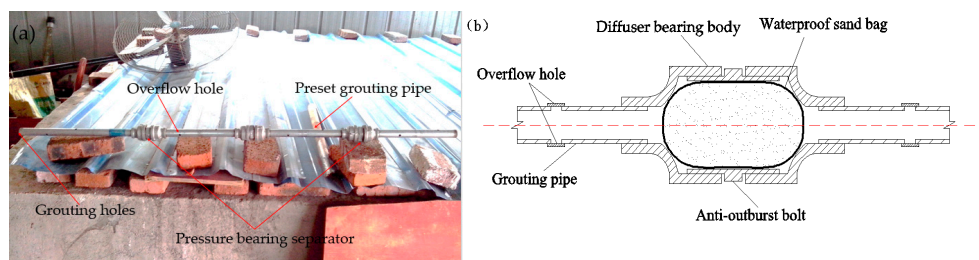 (a)
Overflow hole
Preset grouting pipe
Grouting holes
Pressure bearing separator
(b)
Diffuser bearing body
Waterproof sand bag
Overflow hole
Grouting pipe
Anti-outburst bolt